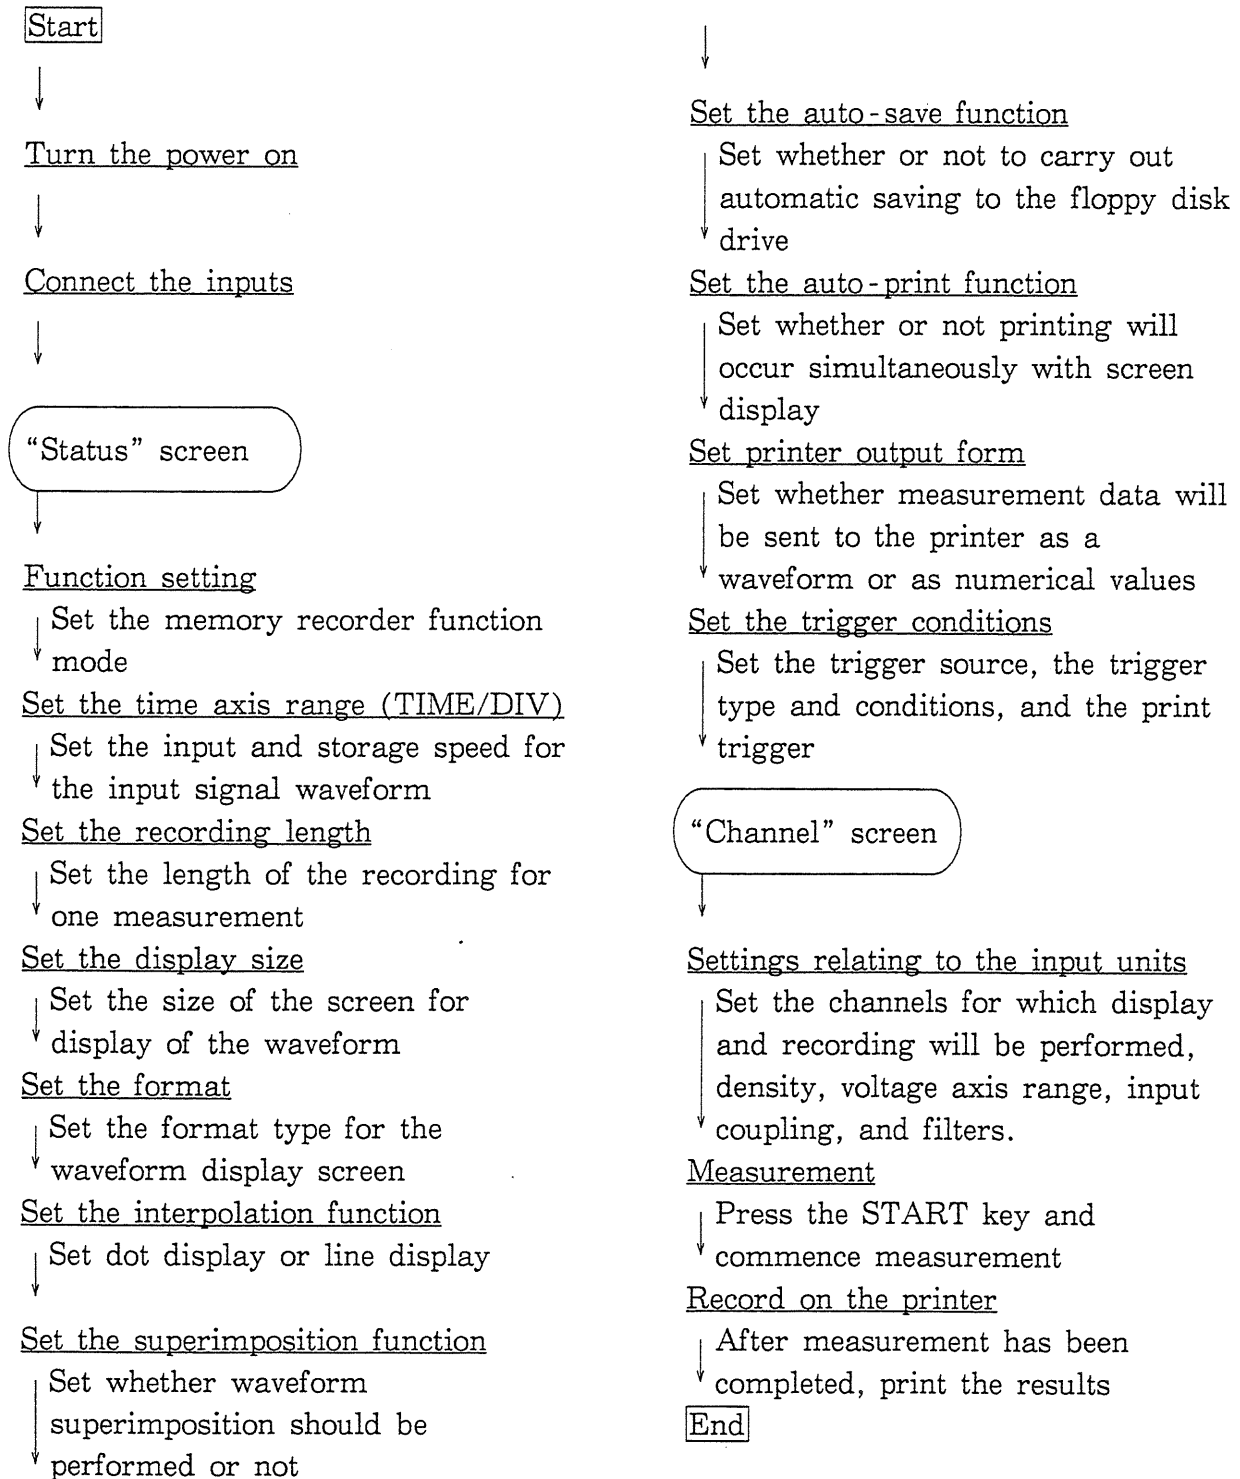 Start
Turn the power on
Connect the inputs
“Status” screen
Function setting
Set the memory recorder function
mode
Set the time axis range (TIME/DIV)
Set the input and storage speed for
the input signal waveform
Set the recording length
Set the length of the recording for
one measurement
Set the display size
Set the size of the screen for
display of the waveform
Set the format
Set the format type for the
waveform display screen
Set the interpolation function
Set dot display or line display
Set the superimposition function
Set whether waveform
superimposition should be
performed or not
Set the auto-save function
Set whether or not to carry out
automatic saving to the floppy disk
drive
Set the auto-print function
Set whether or not printing will
occur simultaneously with screen
display
Set printer output form
Set whether measurement data will
be sent to the printer as a
waveform or as numerical values
Set the trigger conditions
Set the trigger source, the trigger
type and conditions, and the print
trigger
“Channel” screen
Settings relating to the input units
Set the channels for which display
and recording will be performed,
density, voltage axis range, input
coupling, and filters.
Measurement
Press the START key and
commence measurement
Record on the printer
After measurement has been
completed, print the results
End